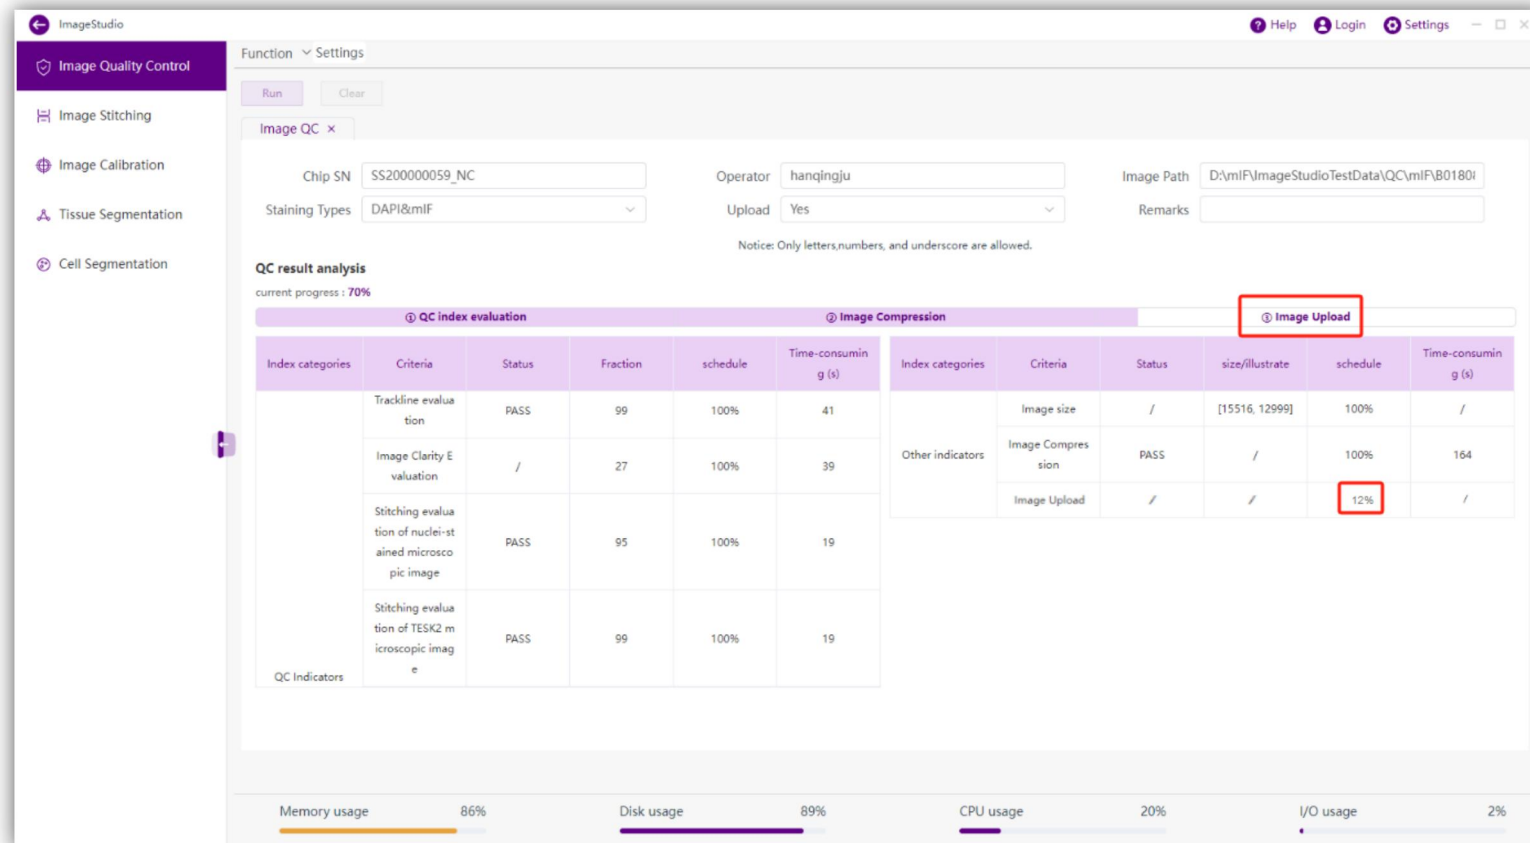 ImageStudio
Help Login Settings
Image Quality Control
Image Stitching
Image Calibration
Tissue Segmentation
Cell Segmentation
Function Settings
Run Clear
Image QC ×
Chip SN SS200000059_NC Operator hanqingju Image Path D:\mIF\ImageStudioTestData\QC\mIF\B0180
Staining Types DAPI&mIF Upload Yes Remarks
Notice: Only letters,numbers, and underscore are allowed.
QC result analysis
current progress : 70%
① QC index evaluation ② Image Compression ③ Image Upload
Index categories Criteria Status Fraction schedule Time-consumin
g (s)
Trackline evalua
tion PASS 99 100% 41
Image Clarity E
valuation / 27 100% 39
Stitching evalua
tion of nuclei-st
ained microsco
pic image PASS 95 100% 19
Stitching evalua
tion of TESK2 m
icroscopic imag
e PASS 99 100% 19
QC Indicators
Index categories Criteria Status size/illustrate schedule Time-consumin
g (s)
Other indicators
Image size / [15516, 12999] 100% /
Image Compres
sion PASS / 100% 164
Image Upload / / 12% /
Memory usage 86% Disk usage 89% CPU usage 20% I/O usage 2%